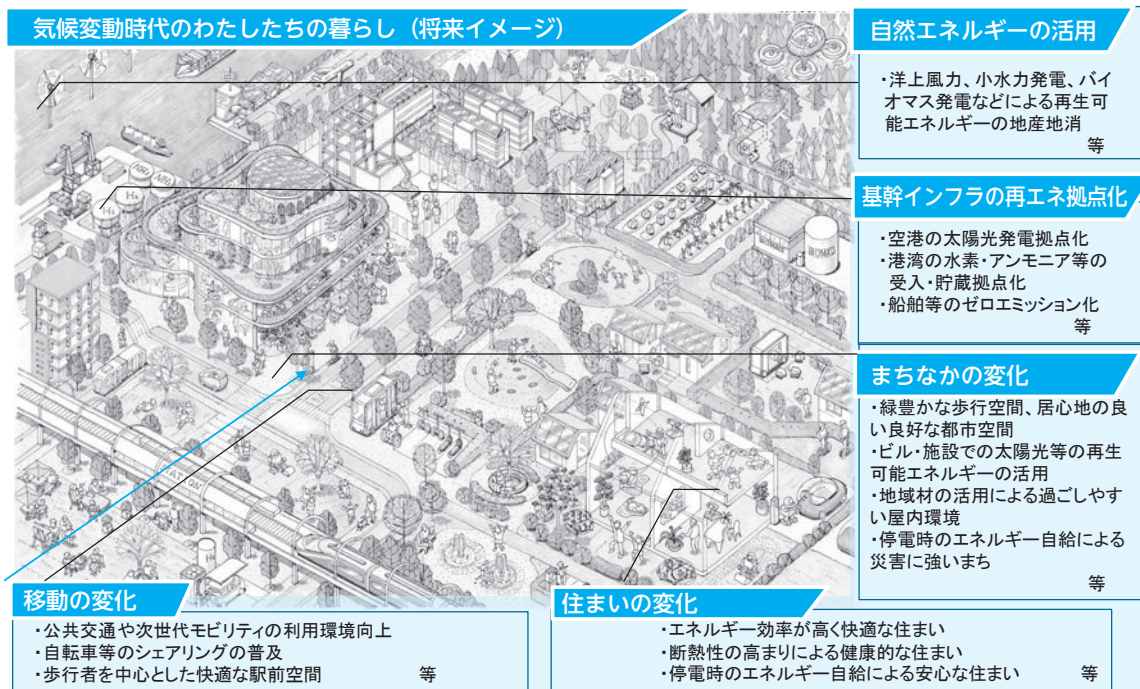 気候変動時代のわたしたちの暮らし（将来イメージ）
自然エネルギーの活用
・洋上風力、小水力発電、バイ
オマス発電などによる再生可
能エネルギーの地産地消
等
基幹インフラの再エネ拠点化
・空港の太陽光発電拠点化
・港湾の水素・アンモニア等の
受入・貯蔵拠点化
・船舶等のゼロエミッション化
等
まちなかの変化
・緑豊かな歩行空間、居心地の良
い良好な都市空間
・ビル・施設での太陽光等の再生
可能エネルギーの活用
・地域材の活用による過ごしやす
い屋内環境
・停電時のエネルギー自給による
災害に強いまち
等
移動の変化
・公共交通や次世代モビリティの利用環境向上
・自転車等のシェアリングの普及
・歩行者を中心とした快適な駅前空間 等
住まいの変化
・エネルギー効率が高く快適な住まい
・断熱性の高まりによる健康的な住まい
・停電時のエネルギー自給による安心な住まい 等
NH₃
NH₃
H₂
H₂
BIOMASS
BIOMASS
STATION